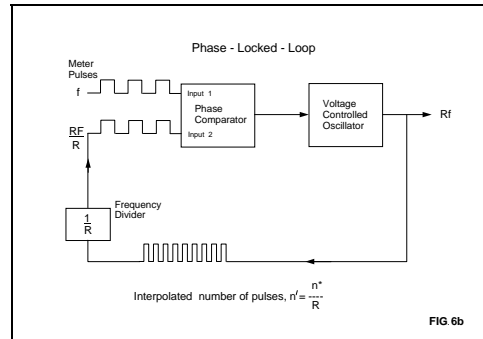 Phase - Locked - Loop
Meter
Pulses
f
Input 1
Phase
Comparator
Input 2
Voltage
Controlled
Oscillator
Rf
RF
R
Frequency
Divider
1
R
Interpolated number of pulses, n' = n*
----
R
FIG. 6b